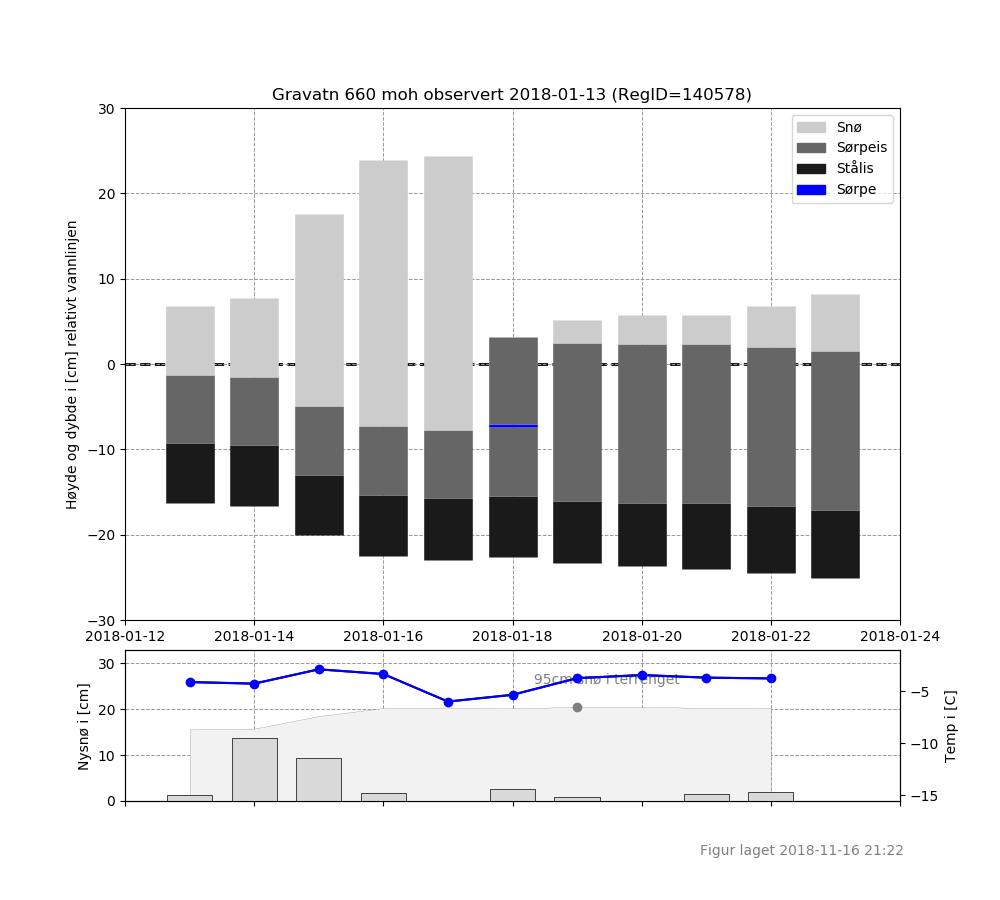 Gravatn 660 moh observert 2018-01-13 (RegID=140578)
Høyde og dybde i [cm] relativt vannlinjen
30
20
10
0
−10
−20
−30
Snø
Sørpeis
Stålis
Sørpe
2018-01-12 2018-01-14 2018-01-16 2018-01-18 2018-01-20 2018-01-22 2018-01-24
Nysnø i [cm]
30
20
10
0
95cm snø i terrenget
−5
−10
−15
Temp i [C]
Figur laget 2018-11-16 21:22